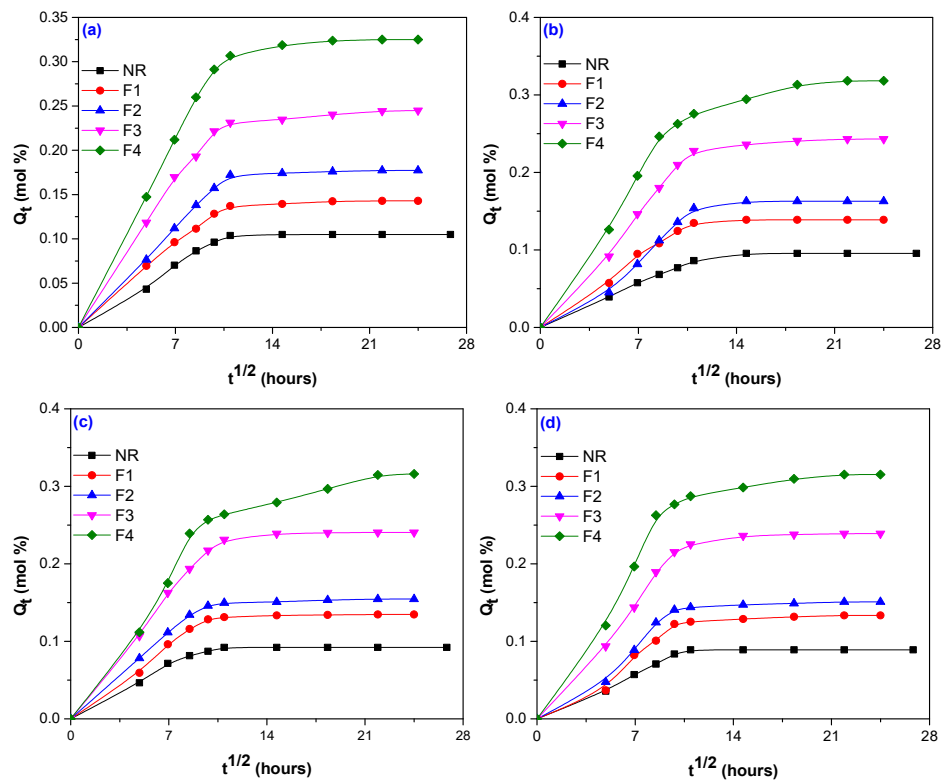 (a)
NR
F1
F2
F3
F4
0.35
0.30
0.25
0.20
0.15
0.10
0.05
0.00
Qt (mol %)
0 7 14 21 28
t1/2 (hours)
(b)
NR
F1
F2
F3
F4
0.4
0.3
0.2
0.1
0.0
Qt (mol %)
0 7 14 21 28
t1/2 (hours)
(c)
NR
F1
F2
F3
F4
0.4
0.3
0.2
0.1
0.0
Qt (mol %)
0 7 14 21 28
t1/2 (hours)
(d)
NR
F1
F2
F3
F4
0.4
0.3
0.2
0.1
0.0
Qt (mol %)
0 7 14 21 28
t1/2 (hours)